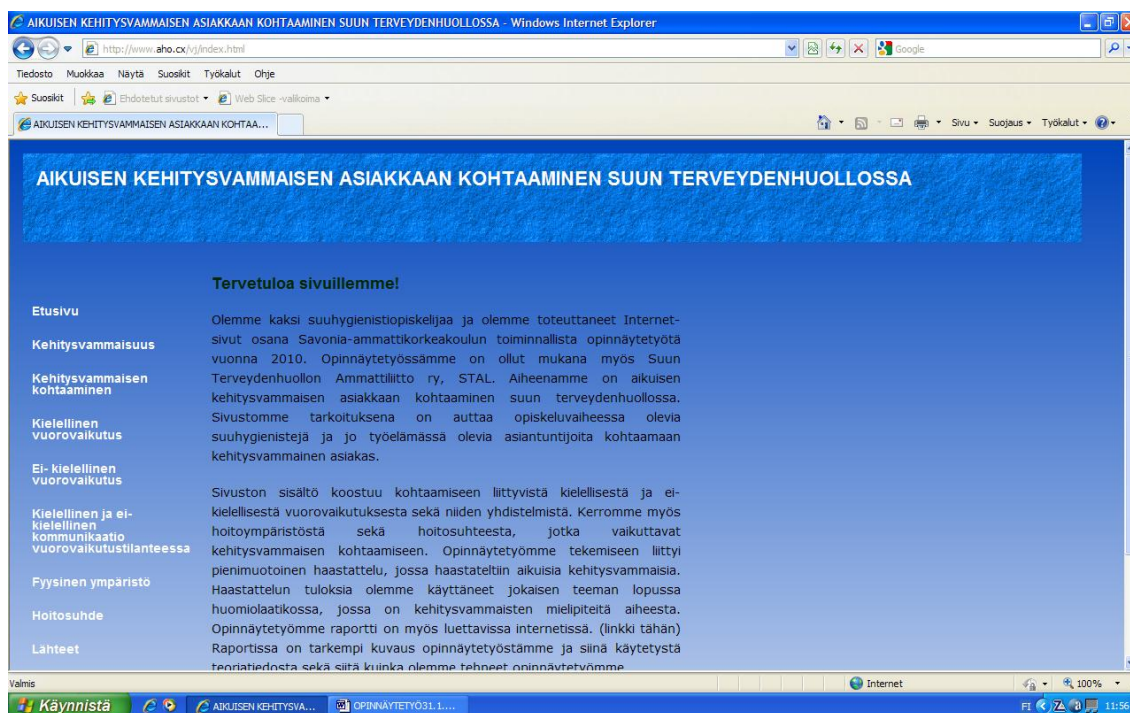 AIKUISEN KEHITYSVAMMAISEN ASIAKKAAN KOHTAAMINEN SUUN TERVEYDENHUOLLOSSA - Windows Internet Explorer
http://www.aho.cx/vj/index.html
Google
Tiedosto Muokkaa Näytä Suosikit Työkalut Ohje
Suosikit Ehdotetut sivustot Web Slice -valikoima
AIKUISEN KEHITYSVAMMAISEN ASIAKKAAN KOHTAA...
Sivu Suojaus Työkalut
AIKUISEN KEHITYSVAMMAISEN ASIAKKAAN KOHTAAMINEN SUUN TERVEYDENHUOLLOSSA
Etusivu
Kehitysvammaisuus
Kehitysvammaisen
kohtaaminen
Kielellinen
vuorovaikutus
Ei- kielellinen
vuorovaikutus
Kielellinen ja ei-
kielellinen
kommunikaatio
vuorovaikutustilanteessa
Fyysinen ympäristö
Hoitosuhde
Lähteet
Tervetuloa sivuillemme!
Olemme kaksi suuhygienistiopiskelijaa ja olemme toteuttaneet Internet-
sivut osana Savonia-ammattikorkeakoulun toiminnallista opinnäytetyötä
vuonna 2010. Opinnäytetyössämme on ollut mukana myös Suun
Terveydenhuollon Ammattiliitto ry, STAL. Aiheenamme on aikuisen
kehitysvammaisen asiakkaan kohtaaminen suun terveydenhuollossa.
Sivustomme tarkoituksena on auttaa opiskeluvaiheessa olevia
suuhygienistejä ja jo työelämässä olevia asiantuntijoita kohtaamaan
kehitysvammainen asiakas.
Sivuston sisältö koostuu kohtaamiseen liittyvistä kielellisestä ja ei-
kielellisestä vuorovaikutuksesta sekä niiden yhdistelmistä. Kerromme myös
hoitoympäristöstä sekä hoitosuhteesta, jotka vaikuttavat
kehitysvammaisen kohtaamiseen. Opinnäytetyömme tekemiseen liittyi
pienimuotoinen haastattelu, jossa haastateltiin aikuisia kehitysvammaisia.
Haastattelun tuloksia olemme käyttäneet jokaisen teeman lopussa
huomiolaatikossa, jossa on kehitysvammaisten mielipiteitä aiheesta.
Opinnäytetyömme raportti on myös luettavissa internetissä. (linkki tähän)
Raportissa on tarkempi kuvaus opinnäytetyöstämme ja siinä käytetystä
teoriatiedosta sekä siitä kuinka olemme tehneet opinnäytetyömme
Valmis Internet 100%
Käynnistä AIKUISEN KEHITYSVA... OPINNÄYTETYÖ31.1.... FI 11:56